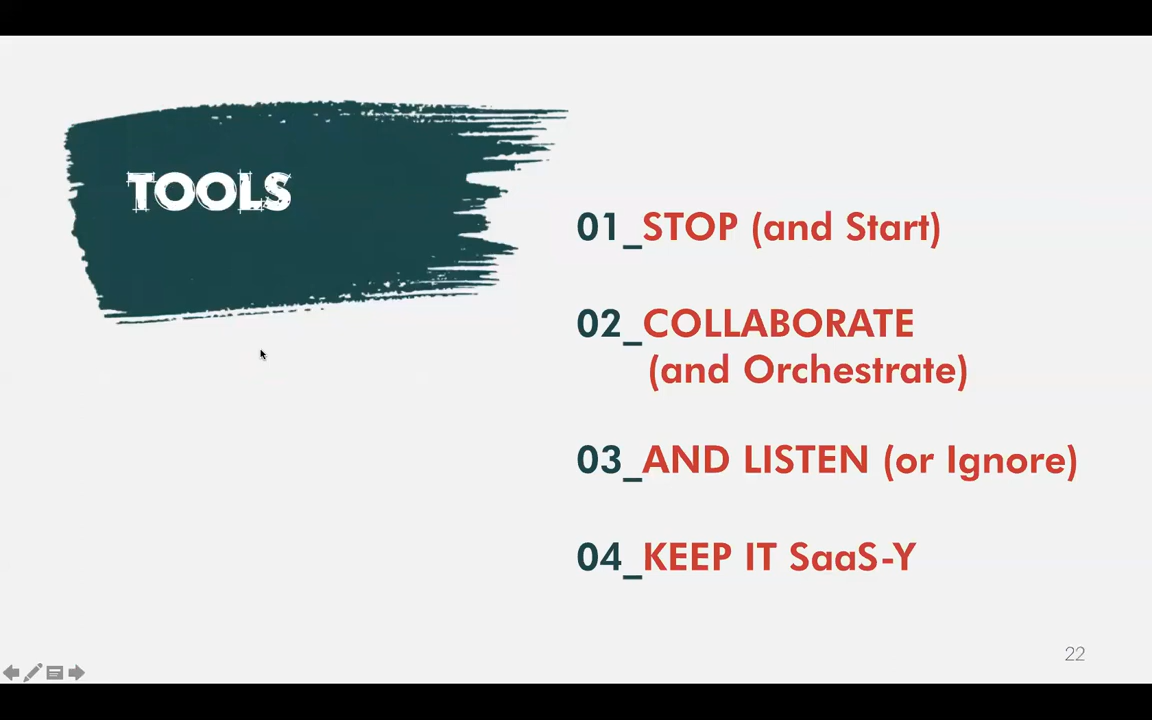 TOOLS
01_STOP (and Start)
02_COLLABORATE
(and Orchestrate)
03_AND LISTEN (or Ignore)
04_KEEP IT SaaS-Y
22